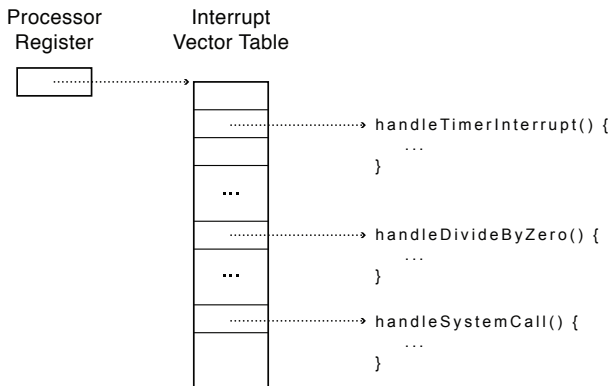 Processor
Register
Interrupt
Vector Table
handleTimerInterrupt() {
...
}
...
handleDivideByZero() {
...
}
...
handleSystemCall() {
...
}